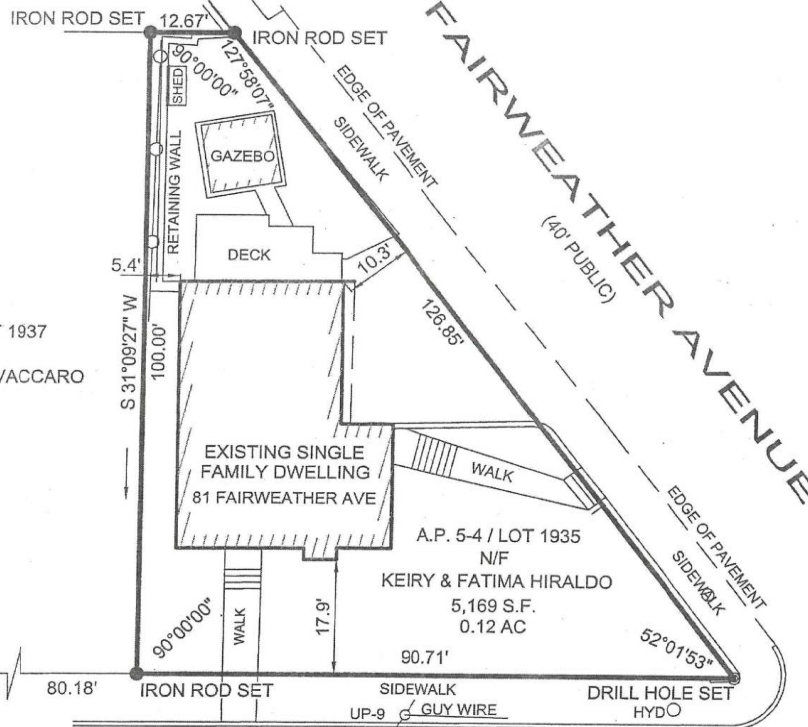 IRON ROD SET
12.67'
IRON ROD SET
90°00'00"
127°58'07"
SHED
EDGE OF PAVEMENT
SIDEWALK
FAIRWEATHER AVENUE
(40' PUBLIC)
GAZEBO
RETAINING WALL
DECK
10.3'
5.4'
126.85'
1937
VACCARO
S 31°09'27" W
100.00'
EXISTING SINGLE
FAMILY DWELLING
81 FAIRWEATHER AVE
WALK
A.P. 5-4 / LOT 1935
N/F
KEIRY & FATIMA HIRALDO
5,169 S.F.
0.12 AC
EDGE OF PAVEMENT
SIDEWALK
90°00'00"
WALK
17.9'
52°01'53"
90.71'
80.18'
IRON ROD SET
SIDEWALK
DRILL HOLE SET
UP-9
GUY WIRE
HYD